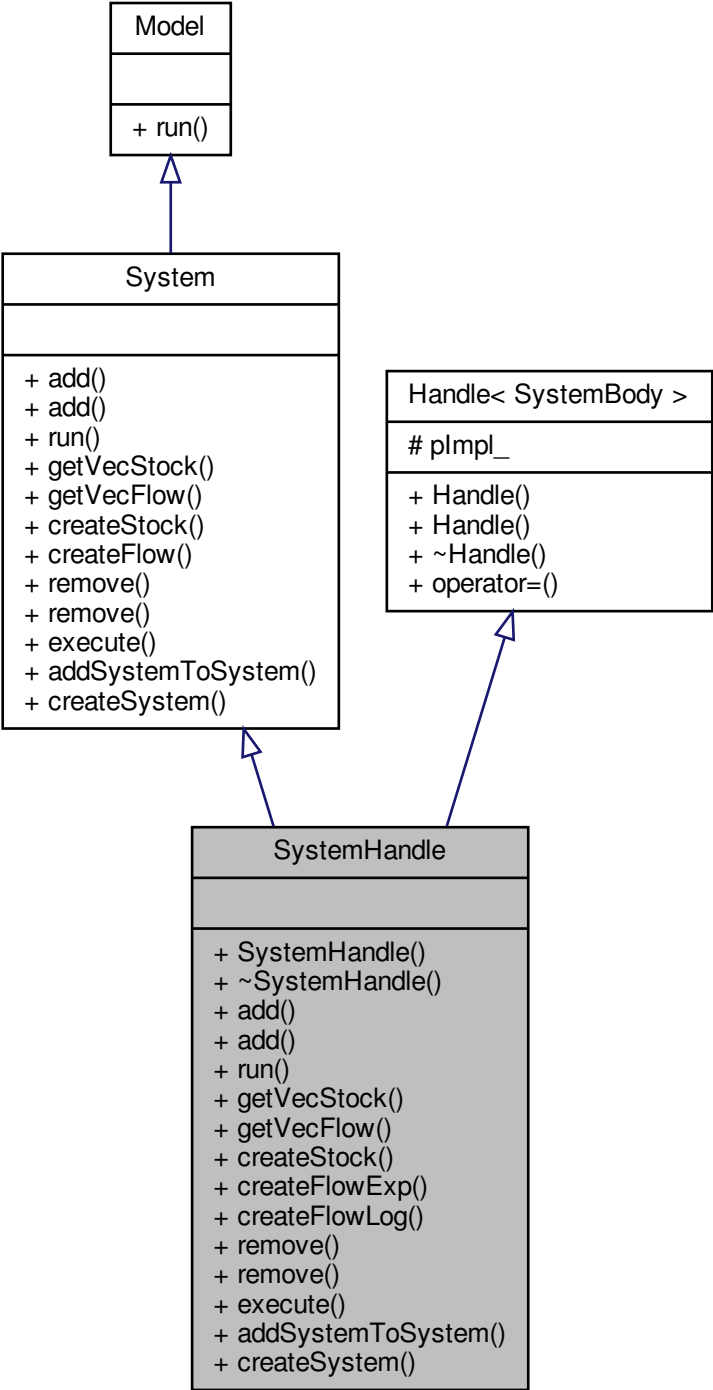 Model
+ run()
System
+ add()
+ add()
+ run()
+ getVecStock()
+ getVecFlow()
+ createStock()
+ createFlow()
+ remove()
+ remove()
+ execute()
+ addSystemToSystem()
+ createSystem()
Handle< SystemBody >
# pImpl_
+ Handle()
+ Handle()
+ ~Handle()
+ operator=()
SystemHandle
+ SystemHandle()
+ ~SystemHandle()
+ add()
+ add()
+ run()
+ getVecStock()
+ getVecFlow()
+ createStock()
+ createFlowExp()
+ createFlowLog()
+ remove()
+ remove()
+ execute()
+ addSystemToSystem()
+ createSystem()